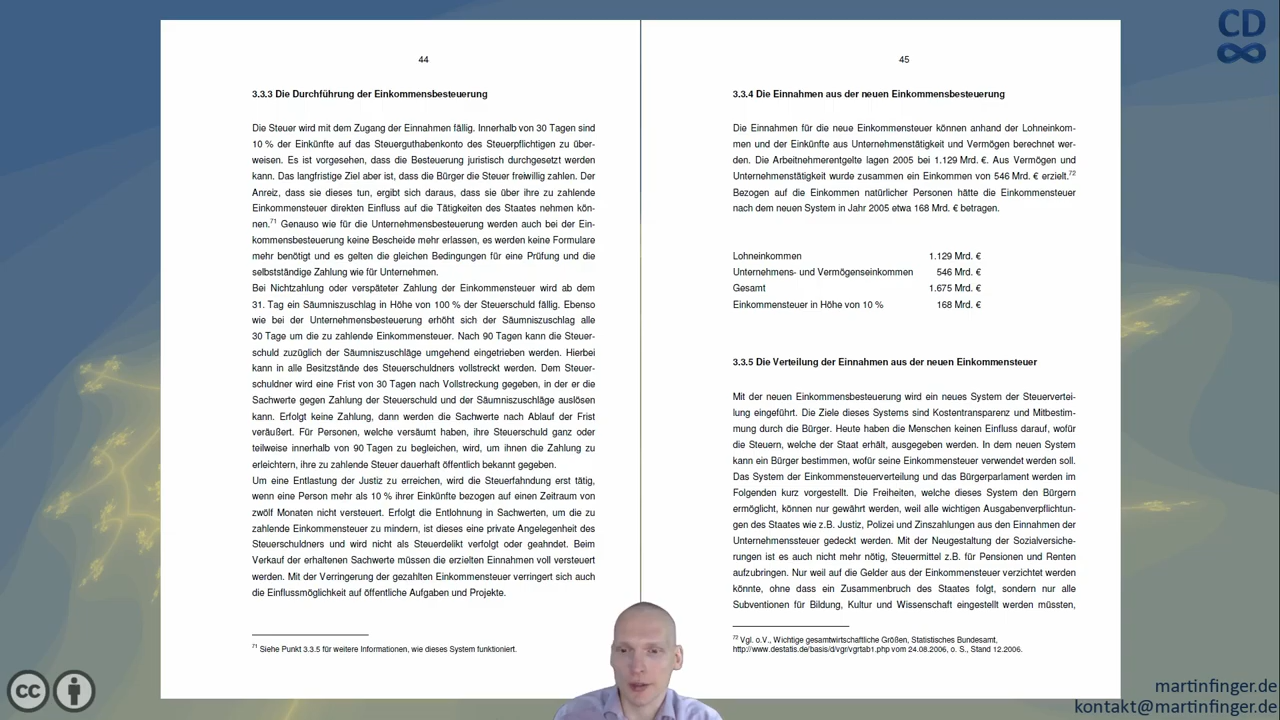 CD
44
3.3.3 Die Durchführung der Einkommensbesteuerung
Die Steuer wird mit dem Zugang der Einnahmen fällig. Innerhalb von 30 Tagen sind
10 % der Einkünfte auf das Steuerguthabenkonto des Steuerpflichtigen zu über-
weisen. Es ist vorgesehen, dass die Besteuerung juristisch durchgesetzt werden
kann. Das langfristige Ziel aber ist, dass die Bürger die Steuer freiwillig zahlen. Der
Anreiz, dass sie dieses tun, ergibt sich daraus, dass sie über ihre zu zahlende
Einkommensteuer direkten Einfluss auf die Tätigkeiten des Staates nehmen kön-
nen.71 Genauso wie für die Unternehmensbesteuerung werden auch bei der Ein-
kommensbesteuerung keine Bescheide mehr erlassen, es werden keine Formulare
mehr benötigt und es gelten die gleichen Bedingungen für eine Prüfung und die
selbstständige Zahlung wie für Unternehmen.
Bei Nichtzahlung oder verspäteter Zahlung der Einkommensteuer wird ab dem
31. Tag ein Säumniszuschlag in Höhe von 100 % der Steuerschuld fällig. Ebenso
wie bei der Unternehmensbesteuerung erhöht sich der Säumniszuschlag alle
30 Tage um die zu zahlende Einkommensteuer. Nach 90 Tagen kann die Steuer-
schuld zuzüglich der Säumniszuschläge umgehend eingetrieben werden. Hierbei
kann in alle Besitzstände des Steuerschuldners vollstreckt werden. Dem Steuer-
schuldner wird eine Frist von 30 Tagen nach Vollstreckung gegeben, in der er die
Sachwerte gegen Zahlung der Steuerschuld und der Säumniszuschläge auslösen
kann. Erfolgt keine Zahlung, dann werden die Sachwerte nach Ablauf der Frist
veräußert. Für Personen, welche versäumt haben, ihre Steuerschuld ganz oder
teilweise innerhalb von 90 Tagen zu begleichen, wird, um ihnen die Zahlung zu
erleichtern, ihre zu zahlende Steuer dauerhaft öffentlich bekannt gegeben.
Um eine Entlastung der Justiz zu erreichen, wird die Steuerfahndung erst tätig,
wenn eine Person mehr als 10 % ihrer Einkünfte bezogen auf einen Zeitraum von
zwölf Monaten nicht versteuert. Erfolgt die Entlohnung in Sachwerten, um die zu
zahlende Einkommensteuer zu mindern, ist dieses eine private Angelegenheit des
Steuerschuldners und wird nicht als Steuerdelikt verfolgt oder geahndet. Beim
Verkauf der erhaltenen Sachwerte müssen die erzielten Einnahmen voll versteuert
werden. Mit der Verringerung der gezahlten Einkommensteuer verringert sich auch
die Einflussmöglichkeit auf öffentliche Aufgaben und Projekte.
71 Siehe Punkt 3.3.5 für weitere Informationen, wie dieses System funktioniert.
45
3.3.4 Die Einnahmen aus der neuen Einkommensbesteuerung
Die Einnahmen für die neue Einkommensteuer können anhand der Lohneinkom-
men und der Einkünfte aus Unternehmenstätigkeit und Vermögen berechnet wer-
den. Die Arbeitnehmerentgelte lagen 2005 bei 1.129 Mrd. €. Aus Vermögen und
Unternehmenstätigkeit wurde zusammen ein Einkommen von 546 Mrd. € erzielt.72
Bezogen auf die Einkommen natürlicher Personen hätte die Einkommensteuer
nach dem neuen System in Jahr 2005 etwa 168 Mrd. € betragen.
Lohneinkommen 1.129 Mrd. €
Unternehmens- und Vermögenseinkommen 546 Mrd. €
Gesamt 1.675 Mrd. €
Einkommensteuer in Höhe von 10 % 168 Mrd. €
3.3.5 Die Verteilung der Einnahmen aus der neuen Einkommensteuer
Mit der neuen Einkommensbesteuerung wird ein neues System der Steuervertei-
lung eingeführt. Die Ziele dieses Systems sind Kostentransparenz und Mitbestim-
mung durch die Bürger. Heute haben die Menschen keinen Einfluss darauf, wofür
die Steuern, welche der Staat erhält, ausgegeben werden. In dem neuen System
kann ein Bürger bestimmen, wofür seine Einkommensteuer verwendet werden soll.
Das System der Einkommensteuerverteilung und das Bürgerparlament werden im
Folgenden kurz vorgestellt. Die Freiheiten, welche dieses System den Bürgern
ermöglicht, können nur gewährt werden, weil alle wichtigen Ausgabenverpflichtun-
gen des Staates wie z.B. Justiz, Polizei und Zinszahlungen aus den Einnahmen der
Unternehmenssteuer gedeckt werden. Mit der Neugestaltung der Sozialversiche-
rungen ist es auch nicht mehr nötig, Steuermittel z.B. für Pensionen und Renten
aufzubringen. Nur weil auf die Gelder aus der Einkommensteuer verzichtet werden
könnte, ohne dass ein Zusammenbruch des Staates folgt, sondern nur alle
Subventionen für Bildung, Kultur und Wissenschaft eingestellt werden müssten,
72 Vgl. o.V., Wichtige gesamtwirtschaftliche Größen, Statistisches Bundesamt,
http://www.destatis.de/basis/d/vgr/vgrtab1.php vom 24.08.2006, o. S., Stand 12.2006.
cc
martinfinger.de
kontakt@martinfinger.de